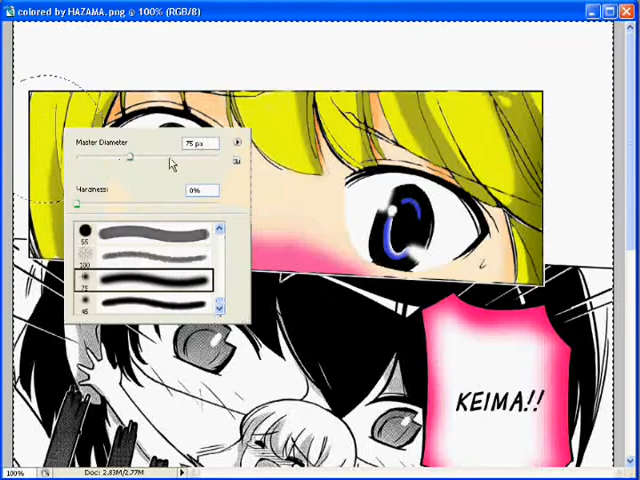 colored by HAZAMA.png @ 100% (RGB/8)
Master Diameter
75 px
Hardness:
0%
55
100
75
45
KEIMA!!
100%
Doc: 2.83M/2.77M